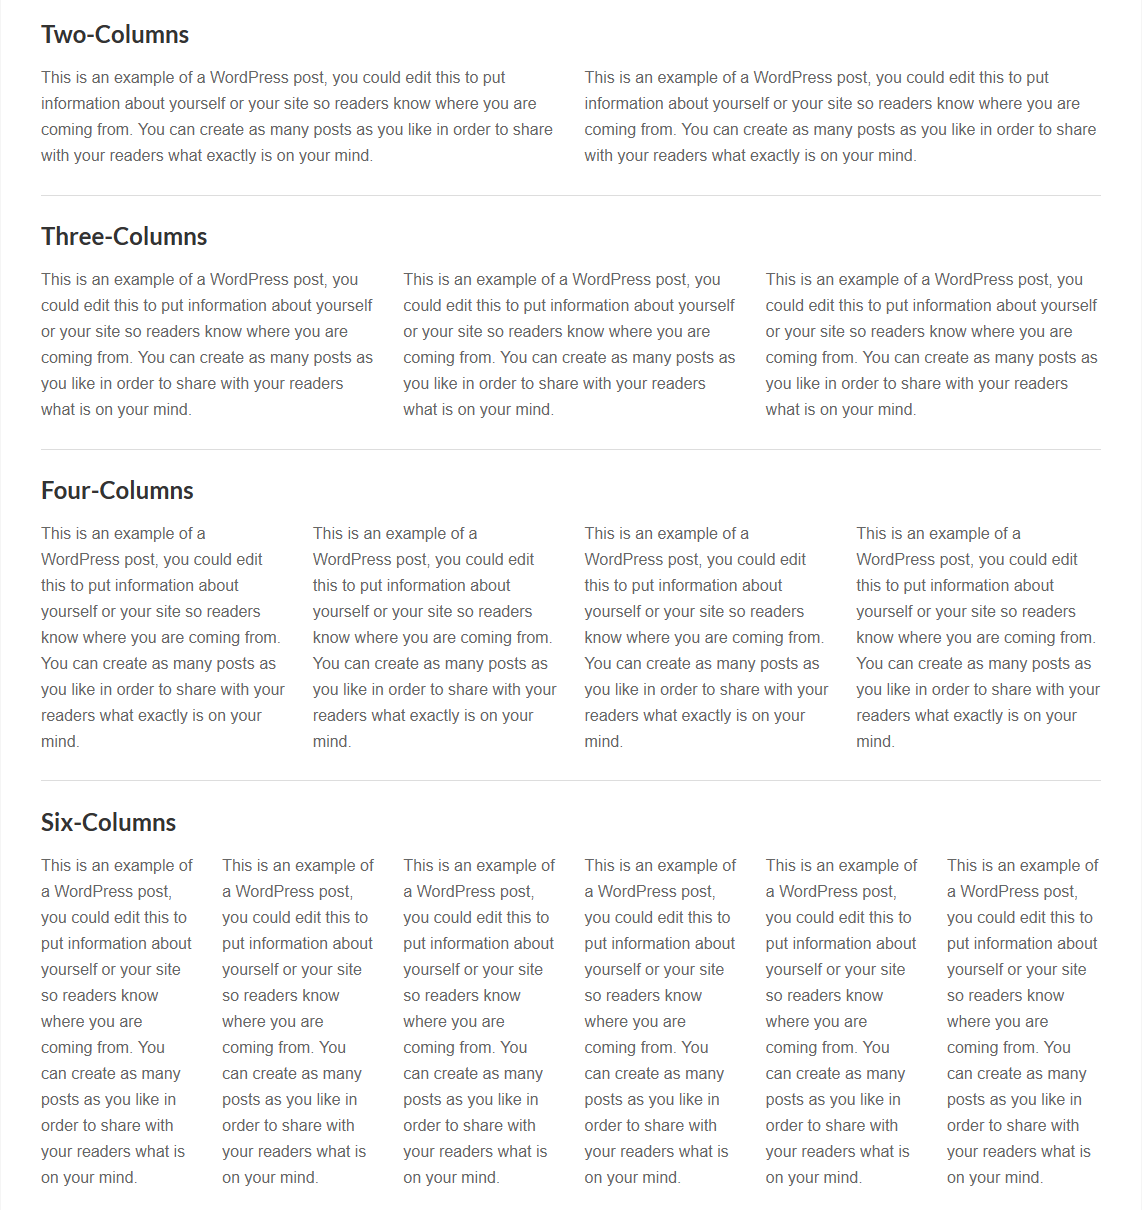 Two-Columns
This is an example of a WordPress post, you could edit this to put
information about yourself or your site so readers know where you are
coming from. You can create as many posts as you like in order to share
with your readers what exactly is on your mind.
This is an example of a WordPress post, you could edit this to put
information about yourself or your site so readers know where you are
coming from. You can create as many posts as you like in order to share
with your readers what exactly is on your mind.
Three-Columns
This is an example of a WordPress post, you
could edit this to put information about yourself
or your site so readers know where you are
coming from. You can create as many posts as
you like in order to share with your readers
what is on your mind.
This is an example of a WordPress post, you
could edit this to put information about yourself
or your site so readers know where you are
coming from. You can create as many posts as
you like in order to share with your readers
what is on your mind.
This is an example of a WordPress post, you
could edit this to put information about yourself
or your site so readers know where you are
coming from. You can create as many posts as
you like in order to share with your readers
what is on your mind.
Four-Columns
This is an example of a
WordPress post, you could edit
this to put information about
yourself or your site so readers
know where you are coming from.
You can create as many posts as
you like in order to share with your
readers what exactly is on your
mind.
This is an example of a
WordPress post, you could edit
this to put information about
yourself or your site so readers
know where you are coming from.
You can create as many posts as
you like in order to share with your
readers what exactly is on your
mind.
This is an example of a
WordPress post, you could edit
this to put information about
yourself or your site so readers
know where you are coming from.
You can create as many posts as
you like in order to share with your
readers what exactly is on your
mind.
This is an example of a
WordPress post, you could edit
this to put information about
yourself or your site so readers
know where you are coming from.
You can create as many posts as
you like in order to share with your
readers what exactly is on your
mind.
Six-Columns
This is an example of
a WordPress post,
you could edit this to
put information about
yourself or your site
so readers know
where you are
coming from. You
can create as many
posts as you like in
order to share with
your readers what is
on your mind.
This is an example of
a WordPress post,
you could edit this to
put information about
yourself or your site
so readers know
where you are
coming from. You
can create as many
posts as you like in
order to share with
your readers what is
on your mind.
This is an example of
a WordPress post,
you could edit this to
put information about
yourself or your site
so readers know
where you are
coming from. You
can create as many
posts as you like in
order to share with
your readers what is
on your mind.
This is an example of
a WordPress post,
you could edit this to
put information about
yourself or your site
so readers know
where you are
coming from. You
can create as many
posts as you like in
order to share with
your readers what is
on your mind.
This is an example of
a WordPress post,
you could edit this to
put information about
yourself or your site
so readers know
where you are
coming from. You
can create as many
posts as you like in
order to share with
your readers what is
on your mind.
This is an example of
a WordPress post,
you could edit this to
put information about
yourself or your site
so readers know
where you are
coming from. You
can create as many
posts as you like in
order to share with
your readers what is
on your mind.